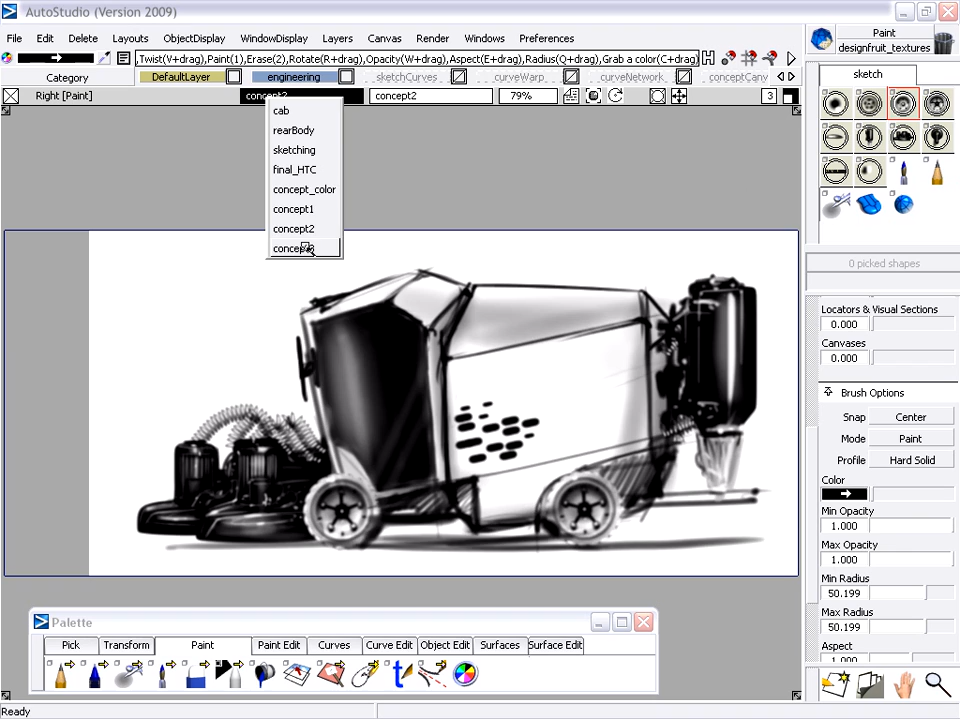 AutoStudio (Version 2009)
File Edit Delete Layouts ObjectDisplay WindowDisplay Layers Canvas Render Windows Preferences
Paint
designfruit_textures
,Twist(V+drag),Paint(1),Erase(2),Rotate(R+drag),Opacity(W+drag),Aspect(E+drag),Radius(Q+drag),Grab a color(C+drag)
Category DefaultLayer engineering sketchCurves curveWarp curveNetwork conceptCanv
sketch
Right [Paint] concept2 concept2 79% 3
cab
rearBody
sketching
final_HTC
concept_color
concept1
concept2
0 picked shapes
Locators & Visual Sections
0.000
Canvases
0.000
Brush Options
Snap Center
Mode Paint
Profile Hard Solid
Color
Min Opacity
1.000
Max Opacity
1.000
Min Radius
50.199
Max Radius
50.199
Aspect
1.000
Palette
Pick Transform Paint Paint Edit Curves Curve Edit Object Edit Surfaces Surface Edit
Ready